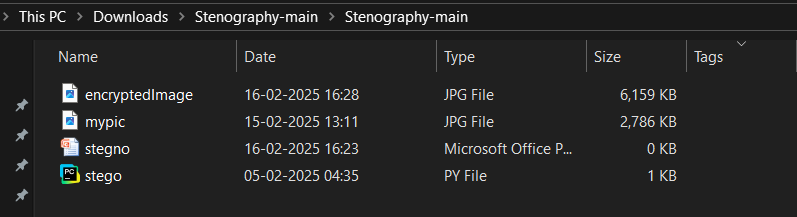 This PC > Downloads > Stenography-main > Stenography-main
Name Date Type Size Tags
encryptedImage 16-02-2025 16:28 JPG File 6,159 KB
mypic 15-02-2025 13:11 JPG File 2,786 KB
stegno 16-02-2025 16:23 Microsoft Office P... 0 KB
stego 05-02-2025 04:35 PY File 1 KB